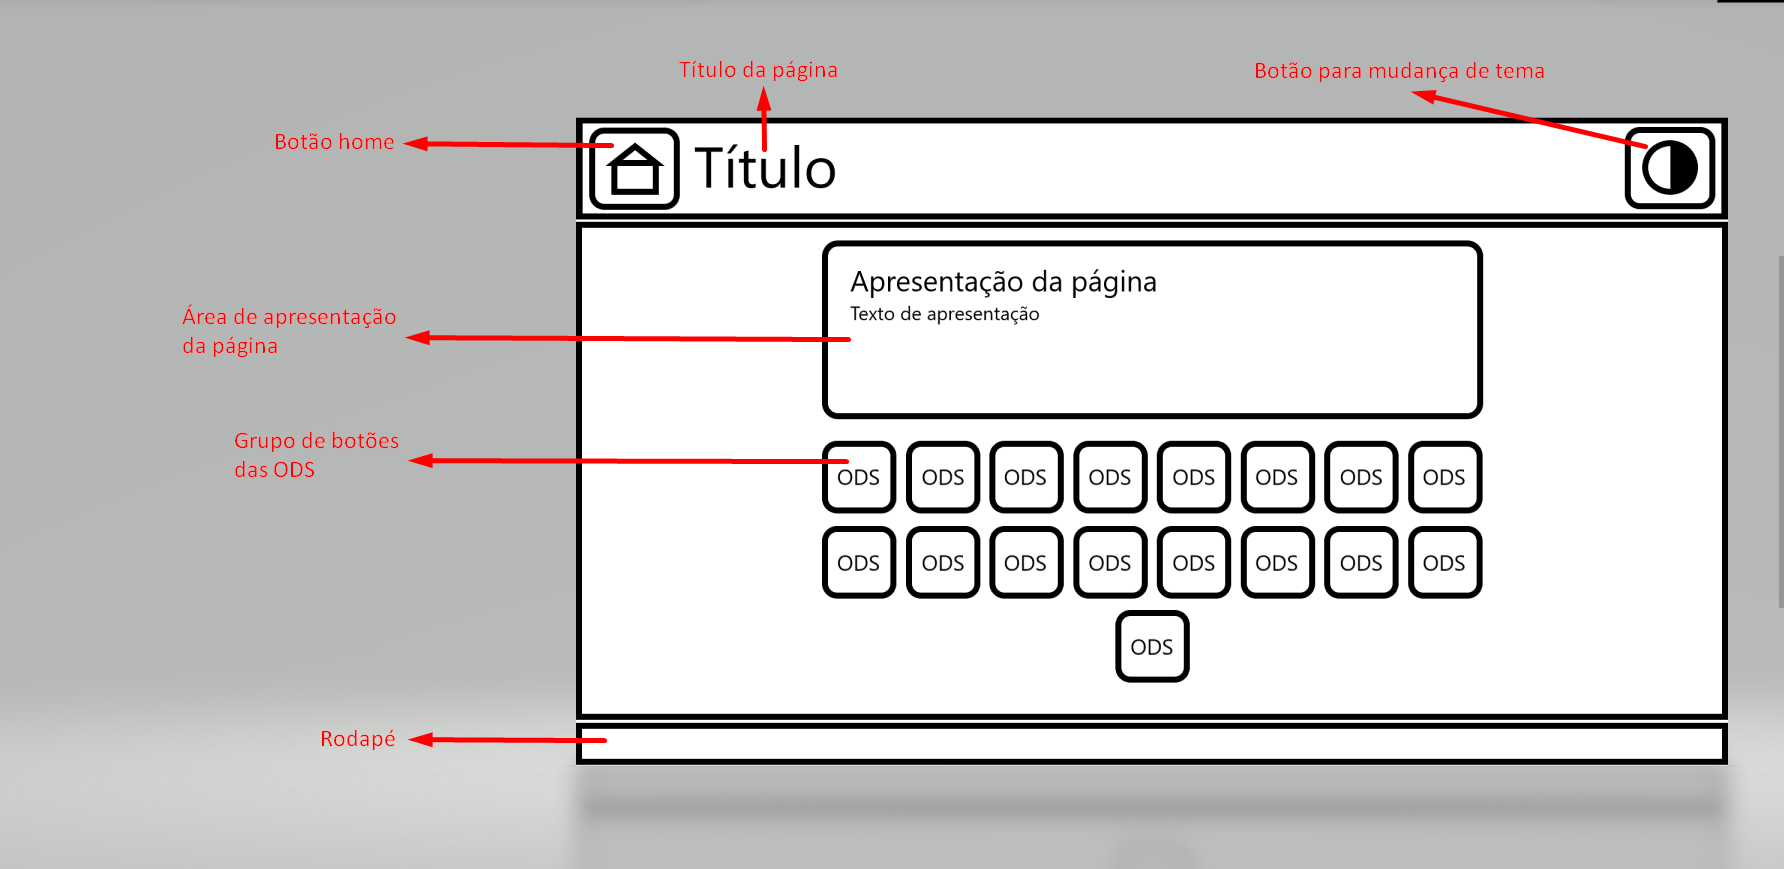 Título da página
Botão para mudança de tema
Botão home
Título
Apresentação da página
Texto de apresentação
Área de apresentação
da página
Grupo de botões
das ODS
ODS ODS ODS ODS ODS ODS ODS ODS
ODS ODS ODS ODS ODS ODS ODS ODS
ODS
Rodapé